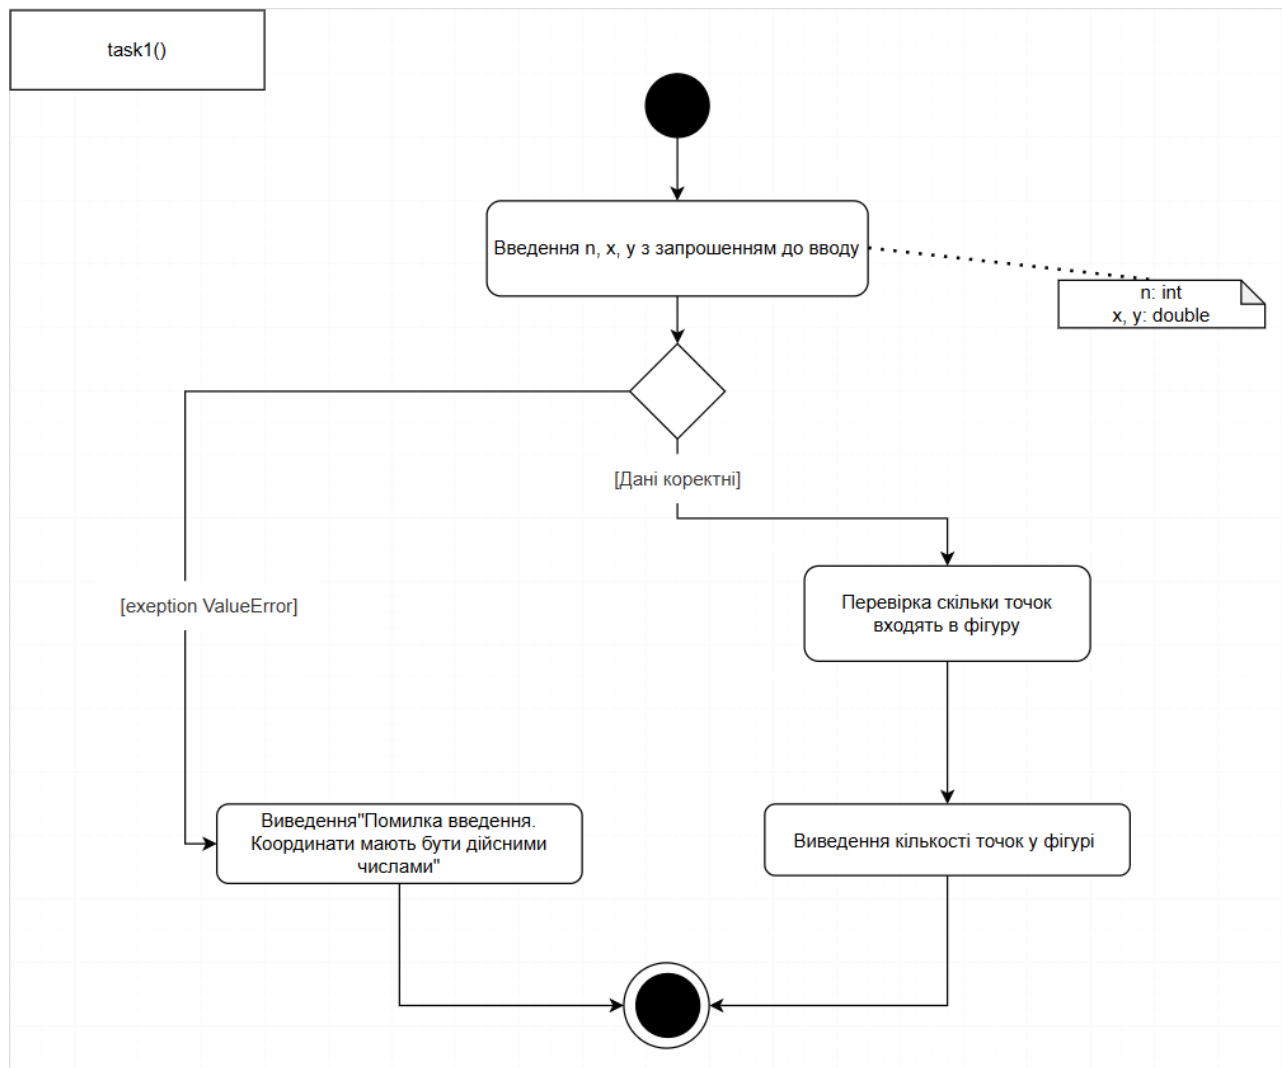 task1()
Введення n, x, y з запрошенням до вводу
n: int
x, y: double
[Дані коректні]
[exeption ValueError]
Перевірка скільки точок
входять в фігуру
Виведення"Помилка введення.
Координати мають бути дійсними
числами"
Виведення кількості точок у фігурі